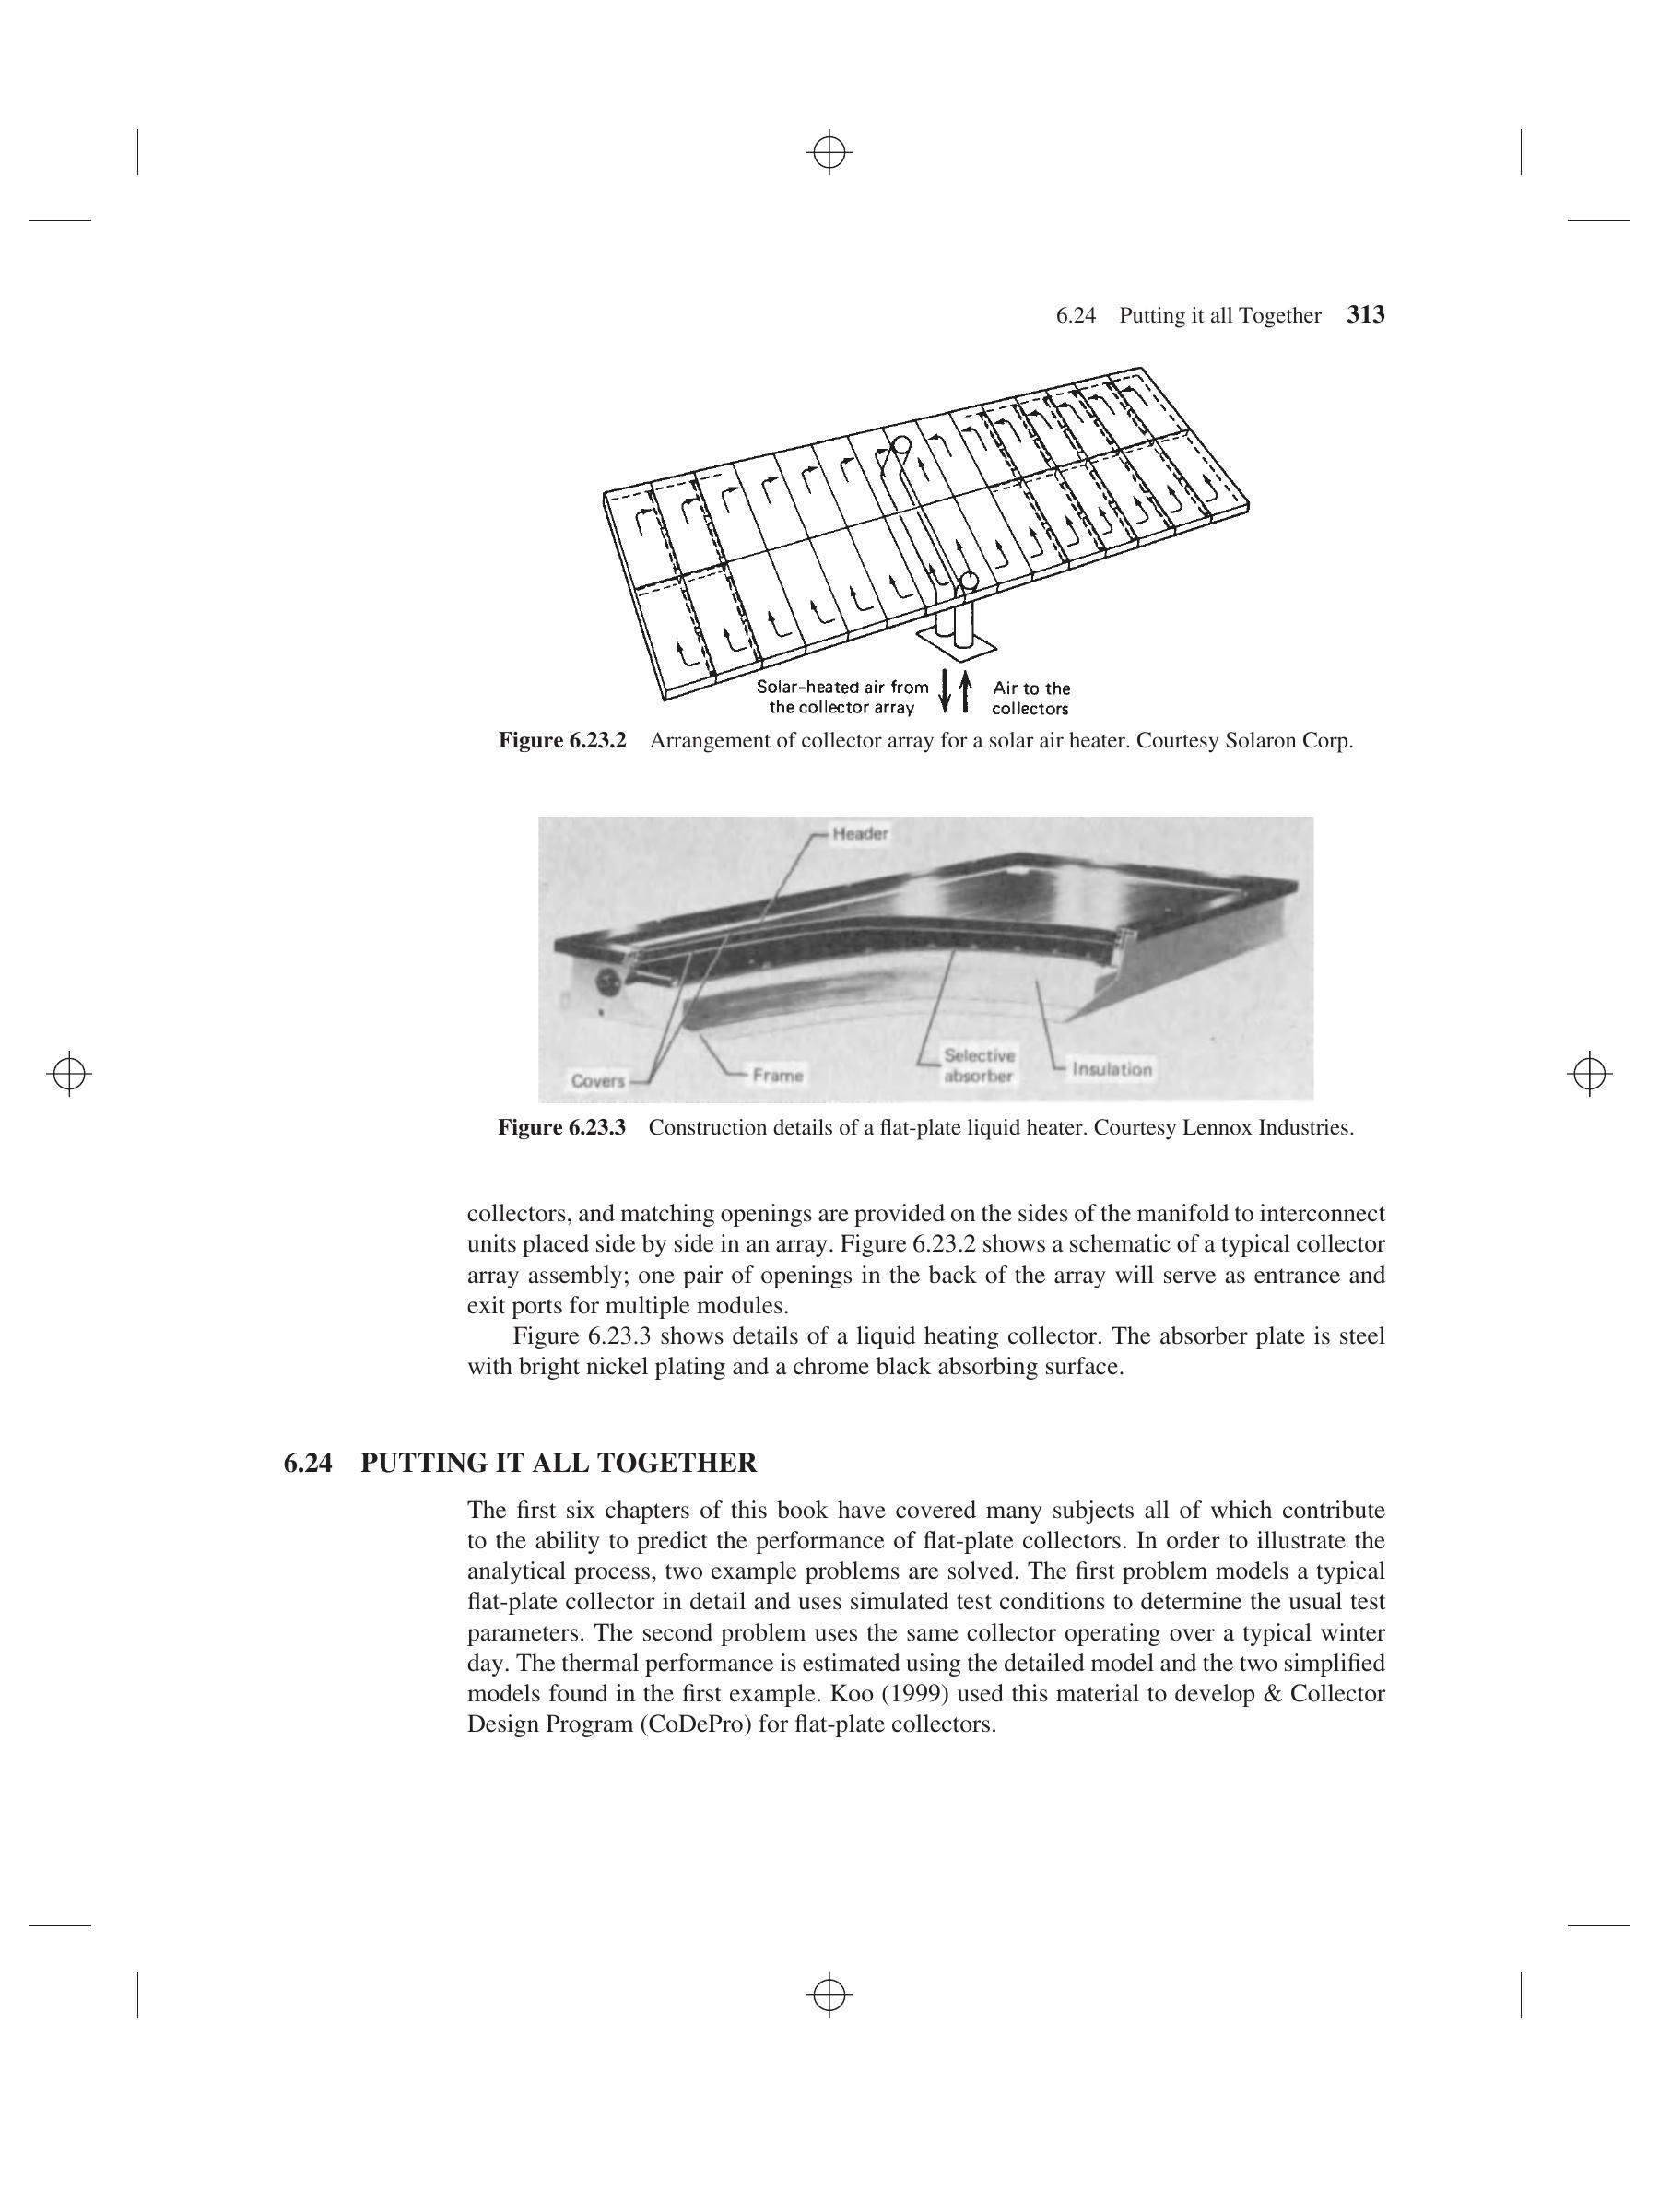 6.24 Putting it all Together 313
Solar-heated air from
the collector array
Air to the
collectors
Figure 6.23.2 Arrangement of collector array for a solar air heater. Courtesy Solaron Corp.
Header
Covers
Frame
Selective
absorber
Insulation
Figure 6.23.3 Construction details of a flat-plate liquid heater. Courtesy Lennox Industries.
collectors, and matching openings are provided on the sides of the manifold to interconnect
units placed side by side in an array. Figure 6.23.2 shows a schematic of a typical collector
array assembly; one pair of openings in the back of the array will serve as entrance and
exit ports for multiple modules.
Figure 6.23.3 shows details of a liquid heating collector. The absorber plate is steel
with bright nickel plating and a chrome black absorbing surface.
6.24 PUTTING IT ALL TOGETHER
The first six chapters of this book have covered many subjects all of which contribute
to the ability to predict the performance of flat-plate collectors. In order to illustrate the
analytical process, two example problems are solved. The first problem models a typical
flat-plate collector in detail and uses simulated test conditions to determine the usual test
parameters. The second problem uses the same collector operating over a typical winter
day. The thermal performance is estimated using the detailed model and the two simplified
models found in the first example. Koo (1999) used this material to develop & Collector
Design Program (CoDePro) for flat-plate collectors.